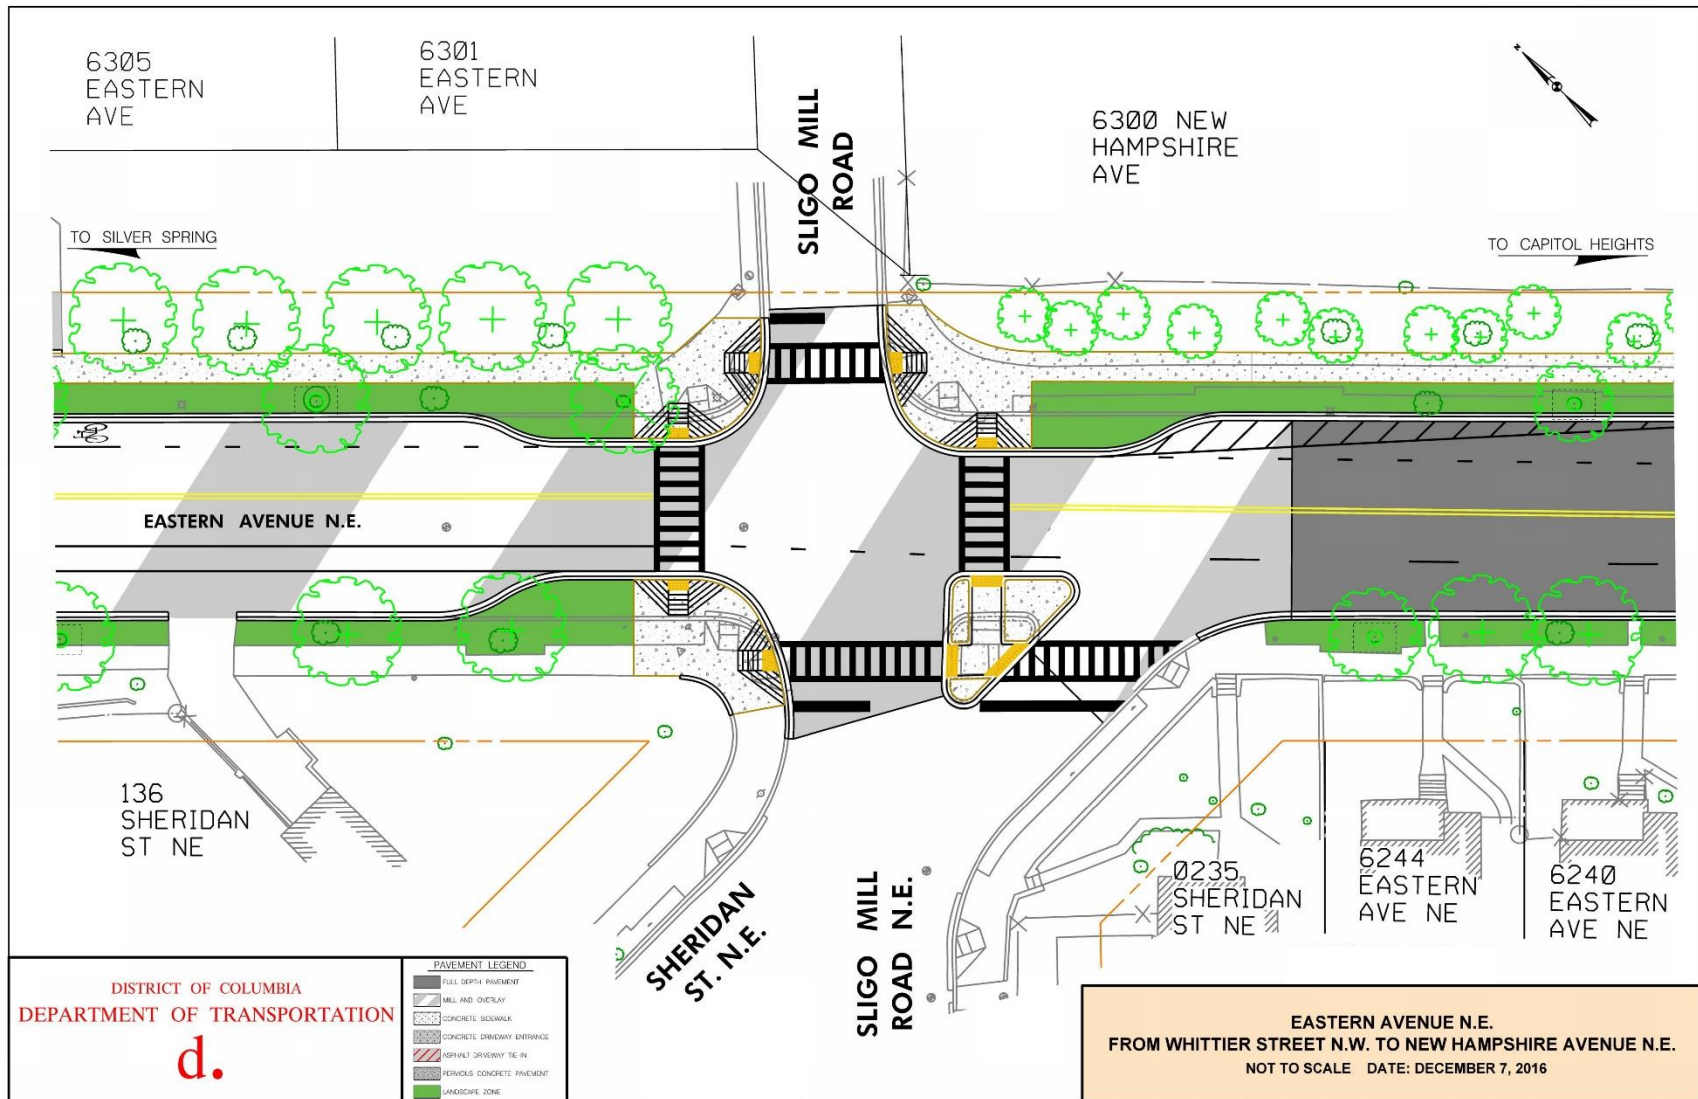 6305
EASTERN
AVE
6301
EASTERN
AVE
SLIGO MILL
ROAD
6300 NEW
HAMPSHIRE
AVE
N
TO SILVER SPRING
TO CAPITOL HEIGHTS
EASTERN AVENUE N.E.
136
SHERIDAN
ST NE
SHERIDAN
ST. N.E.
SLIGO MILL
ROAD N.E.
0235
SHERIDAN
ST NE
6244
EASTERN
AVE NE
6240
EASTERN
AVE NE
DISTRICT OF COLUMBIA
DEPARTMENT OF TRANSPORTATION
d.
PAVEMENT LEGEND
FULL DEPTH PAVEMENT
MILL AND OVERLAY
CONCRETE SIDEWALK
CONCRETE DRIVEWAY ENTRANCE
ASPHALT DRIVEWAY TIE-IN
PERVIOUS CONCRETE PAVEMENT
LANDSCAPE ZONE
EASTERN AVENUE N.E.
FROM WHITTIER STREET N.W. TO NEW HAMPSHIRE AVENUE N.E.
NOT TO SCALE DATE: DECEMBER 7, 2016